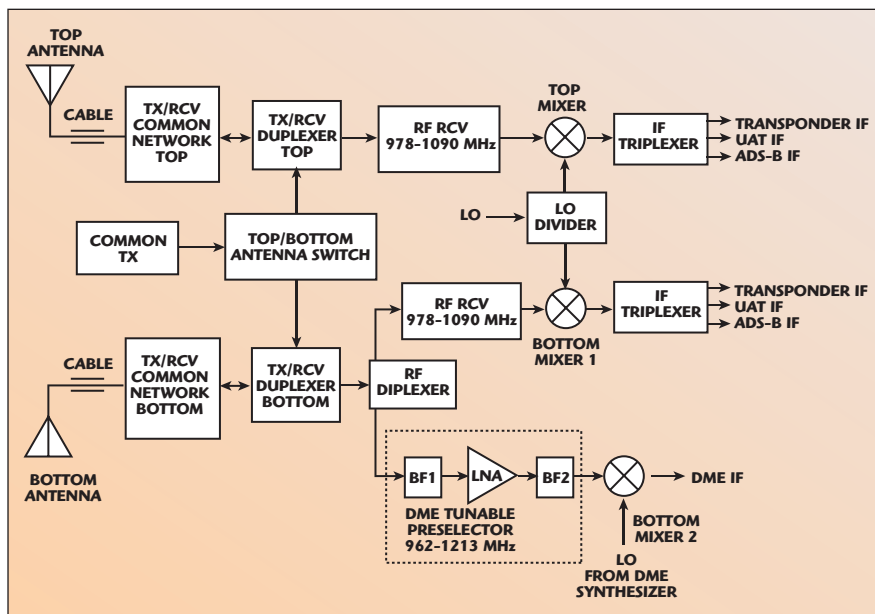 TOP
ANTENNA
CABLE
TX/RCV
COMMON
NETWORK
TOP
TX/RCV
DUPLEXER
TOP
RF RCV
978–1090 MHz
TOP
MIXER
IF
TRIPLEXER
TRANSPONDER IF
UAT IF
ADS-B IF
LO
LO
DIVIDER
COMMON
TX
TOP/BOTTOM
ANTENNA SWITCH
RF RCV
978–1090 MHz
BOTTOM
MIXER 1
IF
TRIPLEXER
TRANSPONDER IF
UAT IF
ADS-B IF
CABLE
TX/RCV
COMMON
NETWORK
BOTTOM
TX/RCV
DUPLEXER
BOTTOM
RF
DIPLEXER
BOTTOM
ANTENNA
BF1
LNA
BF2
DME TUNABLE
PRESELECTOR
962–1213 MHz
DME IF
BOTTOM
MIXER 2
LO
FROM DME
SYNTHESIZER